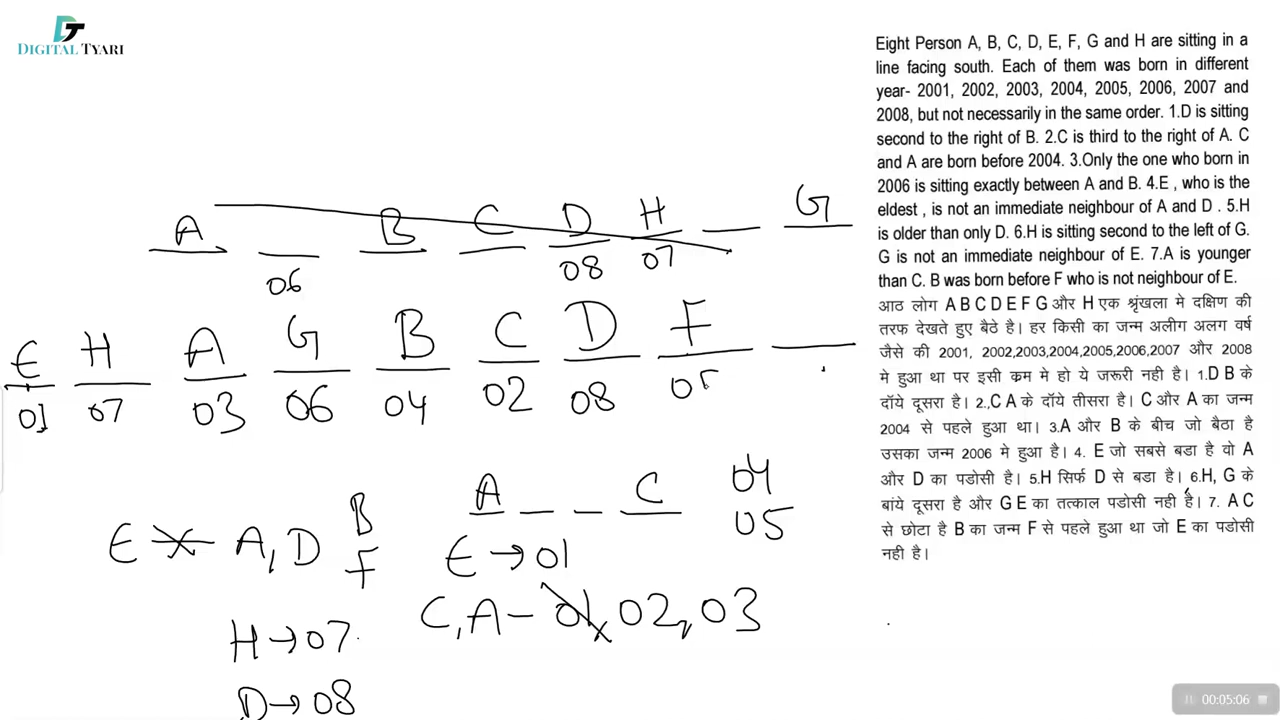 DIGITAL TYARI
Eight Person A, B, C, D, E, F, G and H are sitting in a
line facing south. Each of them was born in different
year- 2001, 2002, 2003, 2004, 2005, 2006, 2007 and
2008, but not necessarily in the same order. 1.D is sitting
second to the right of B. 2.C is third to the right of A. C
and A are born before 2004. 3.Only the one who born in
2006 is sitting exactly between A and B. 4.E , who is the
eldest , is not an immediate neighbour of A and D . 5.H
is older than only D. 6.H is sitting second to the left of G.
G is not an immediate neighbour of E. 7.A is younger
than C. B was born before F who is not neighbour of E.
आठ लोग A B C D E F G और H एक श्रृंखला मे दक्षिण की
तरफ देखते हुए बैठे है। हर किसी का जन्म अलीग अलग वर्ष
जैसे की 2001, 2002,2003,2004,2005,2006,2007 और 2008
मे हुआ था पर इसी क्रम मे हो ये जरूरी नही है। 1.D B के
दॉये दूसरा है। 2.,C A के दॉये तीसरा है। C और A का जन्म
2004 से पहले हुआ था। 3.A और B के बीच जो बैठा है
उसका जन्म 2006 मे हुआ है। 4. E जो सबसे बडा है वो A
और D का पडोसी है। 5.H सिर्फ D से बडा है। 6.H, G के
बांये दूसरा है और G E का तत्काल पडोसी नही है। 7. A C
से छोटा है B का जन्म F से पहले हुआ था जो E का पडोसी
नही है।
A B C D H G
06 08 07
E H A G B C D F
01 07 03 06 04 02 08 05
A C 04
B 05
E A, D
F E → 01
C, A - 01, 02, 03
H → 07
D → 08
00:05:06